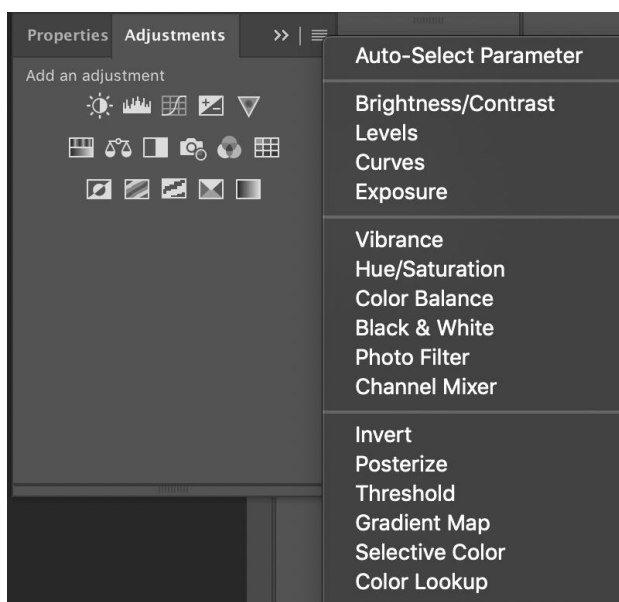 Properties Adjustments
Add an adjustment
Auto-Select Parameter
Brightness/Contrast
Levels
Curves
Exposure
Vibrance
Hue/Saturation
Color Balance
Black & White
Photo Filter
Channel Mixer
Invert
Posterize
Threshold
Gradient Map
Selective Color
Color Lookup